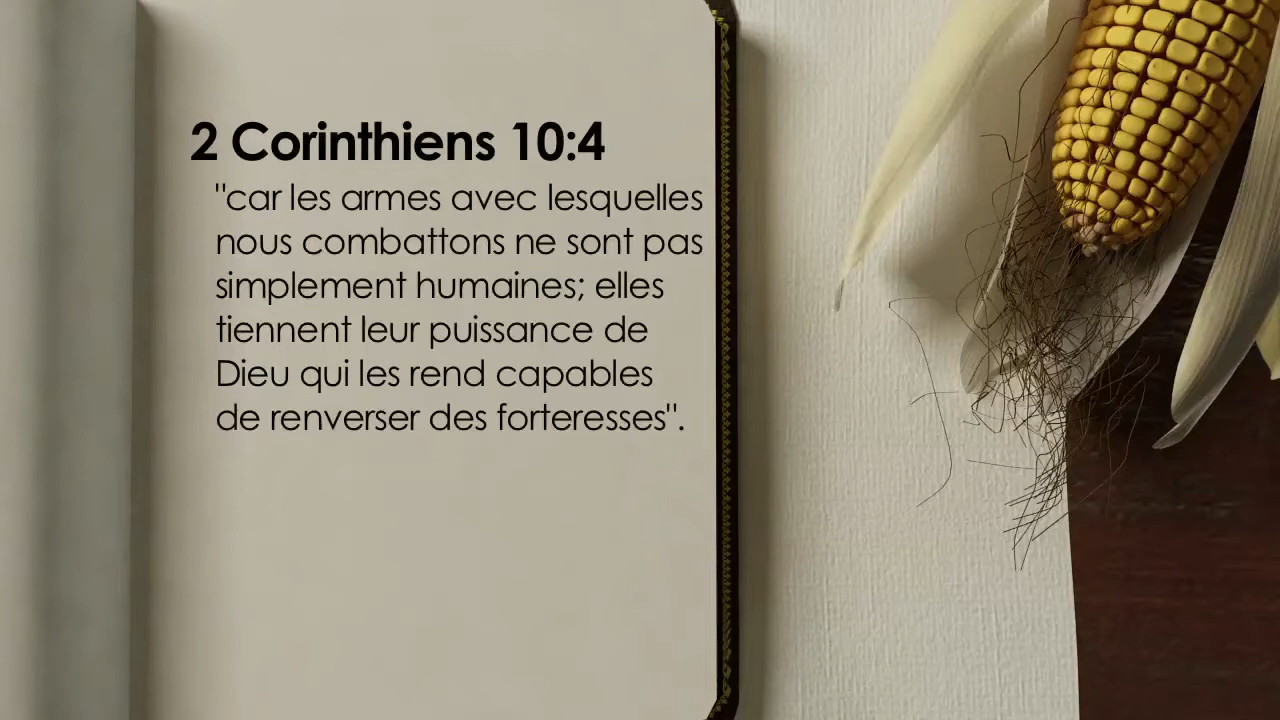 2 Corinthiens 10:4
"car les armes avec lesquelles
nous combattons ne sont pas
simplement humaines; elles
tiennent leur puissance de
Dieu qui les rend capables
de renverser des forteresses".